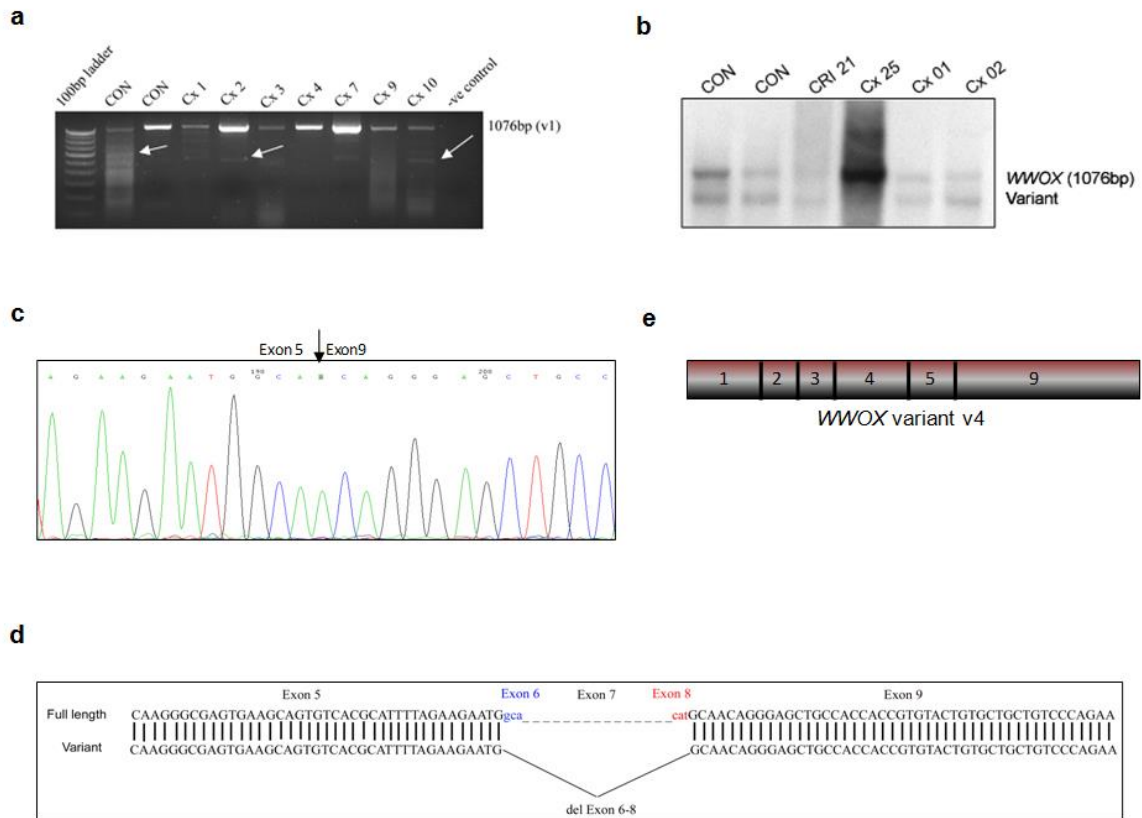 a
100bp ladder CON CON Cx 1 Cx 2 Cx 3 Cx 4 Cx 7 Cx 9 Cx 10 -ve control
1076bp (v1)
b
CON CON CRI 21 Cx 25 Cx 01 Cx 02
WWOX (1076bp)
Variant
c
Exon 5 Exon9
190 200
A G A A G A A T G G C A C A G G G A G C T G C C
e
1 2 3 4 5 9
WWOX variant v4
d
Exon 5 Exon 6 Exon 7 Exon 8 Exon 9
Full length CAAGGGCGAGTGAAGCAGTGTCACGCATTTTAGAAGAATGgca_ _ _ _ _ _ _ _ _ _ _ _ _ _ catGCAACAGGGAGCTGCCACCACCGTGTACTGTGCTGCTGTCCCAGAA
Variant CAAGGGCGAGTGAAGCAGTGTCACGCATTTTAGAAGAATG GCAACAGGGAGCTGCCACCACCGTGTACTGTGCTGCTGTCCCAGAA
del Exon 6-8